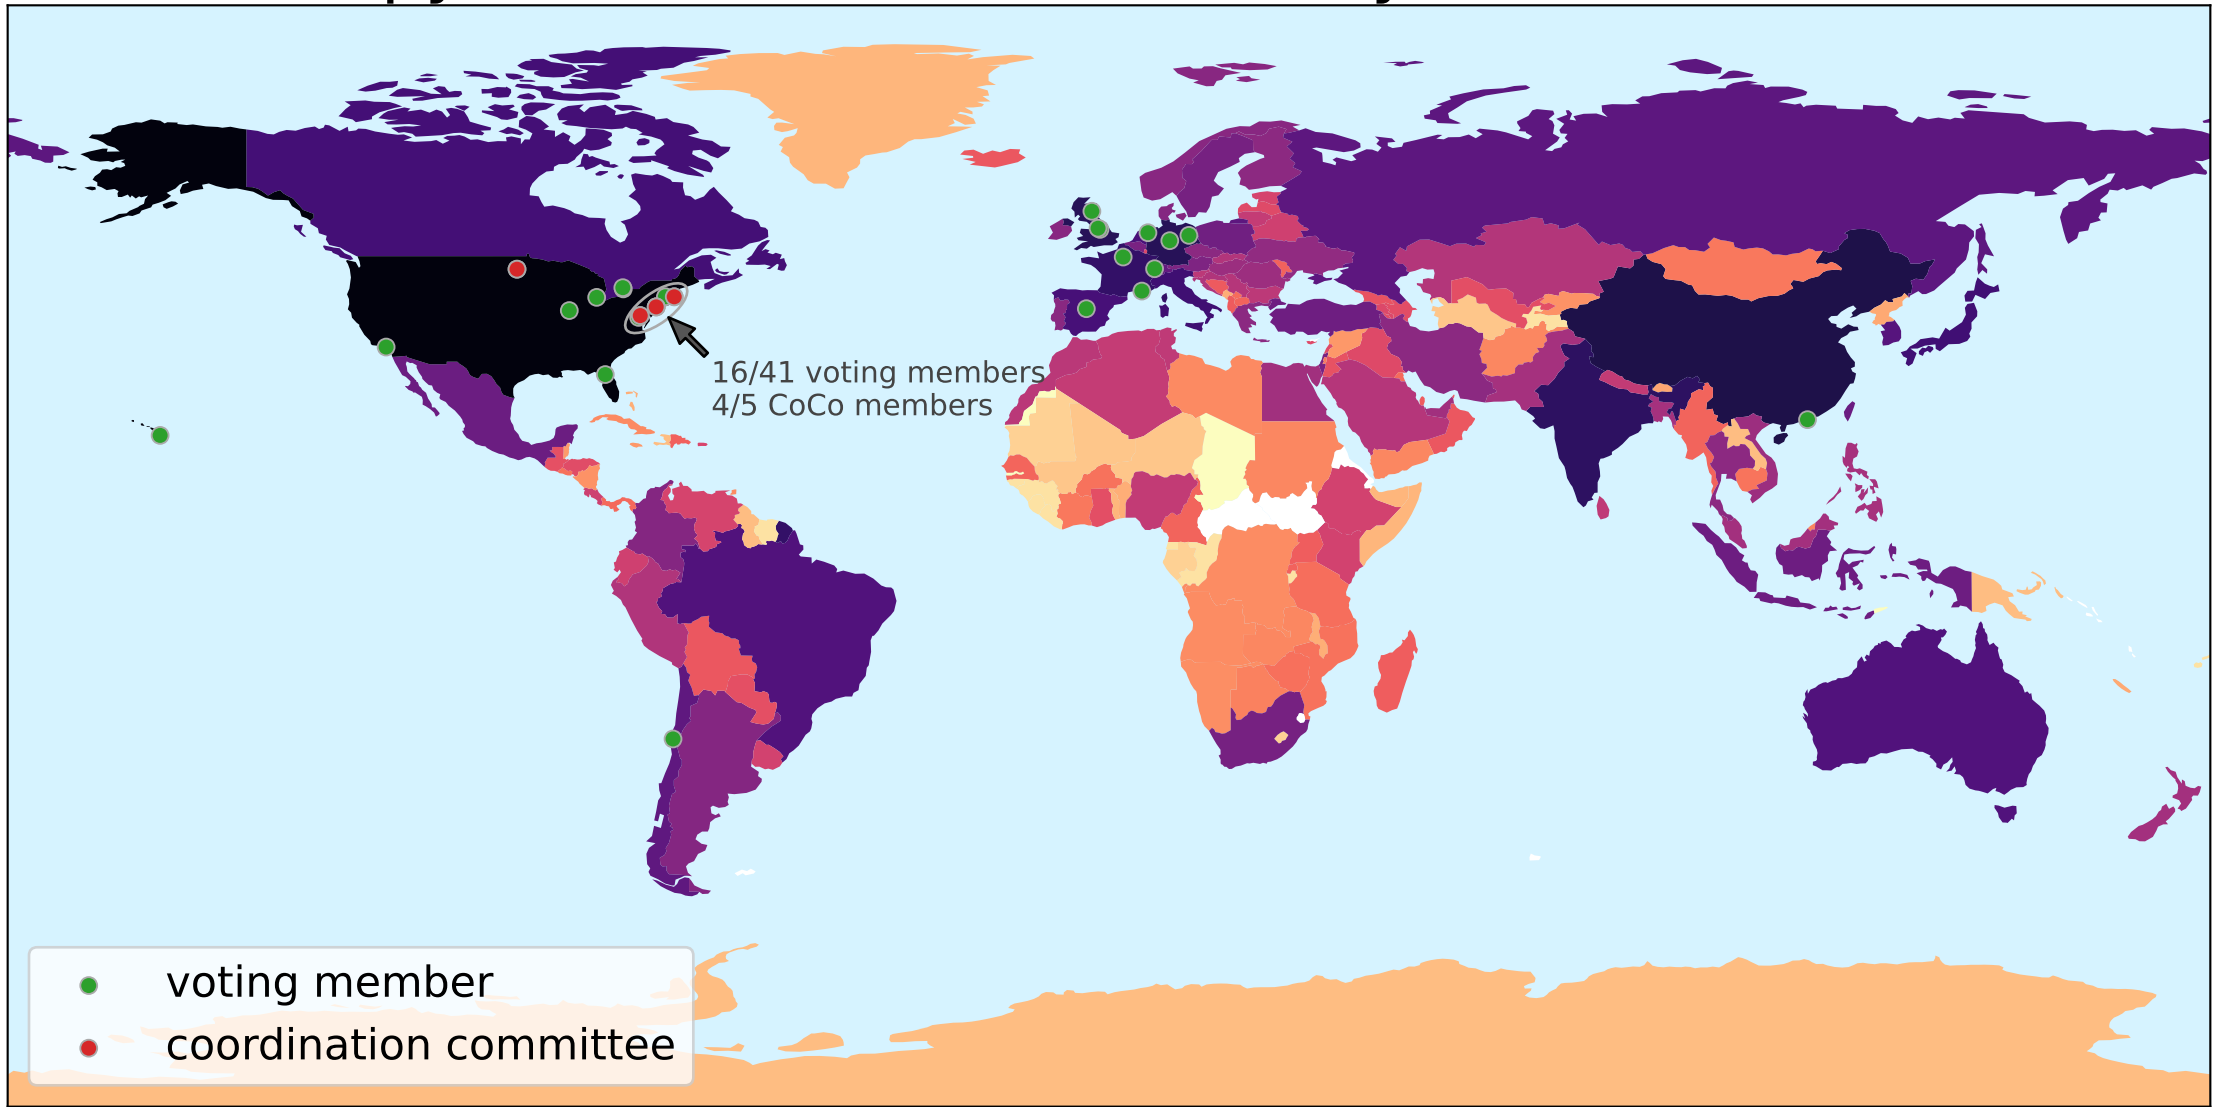 16/41 voting members
4/5 CoCo members
voting member
coordination committee